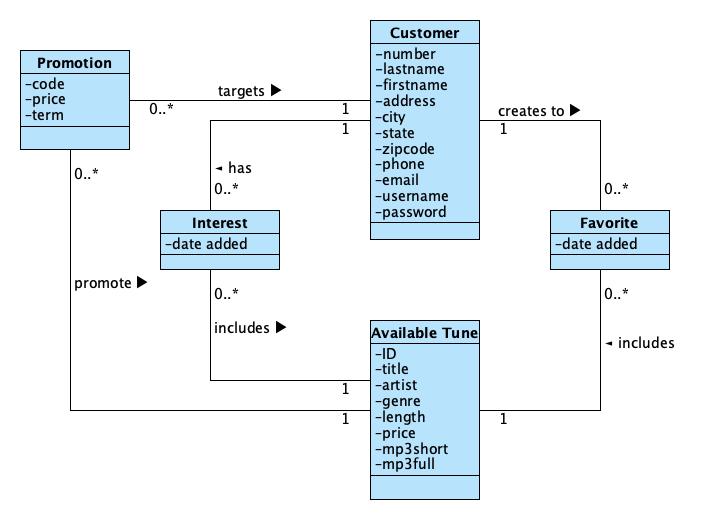 Promotion
-code
-price
-term
targets ▶
0..*
1
Customer
-number
-lastname
-firstname
-address
-city
-state
-zipcode
-phone
-email
-username
-password
1
◄ has
0..*
creates to ▶
1
0..*
Interest
-date added
Favorite
-date added
0..*
promote ▶
0..*
includes ▶
1
1
Available Tune
-ID
-title
-artist
-genre
-length
-price
-mp3short
-mp3full
0..*
◄ includes
1